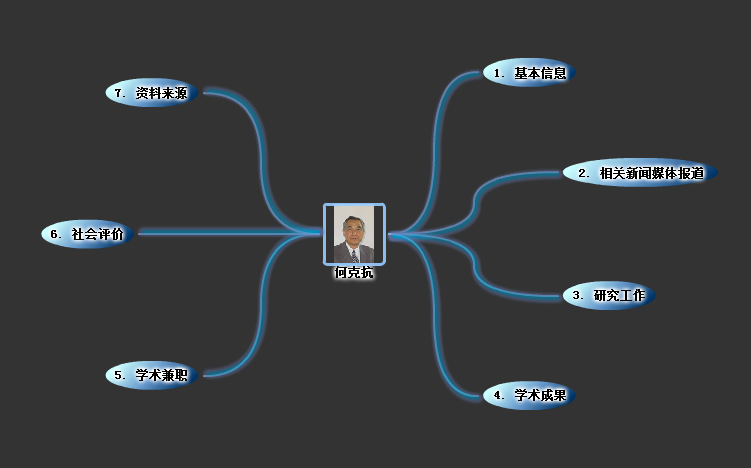 1. 基本信息
2. 相关新闻媒体报道
3. 研究工作
4. 学术成果
5. 学术兼职
6. 社会评价
7. 资料来源
何克抗